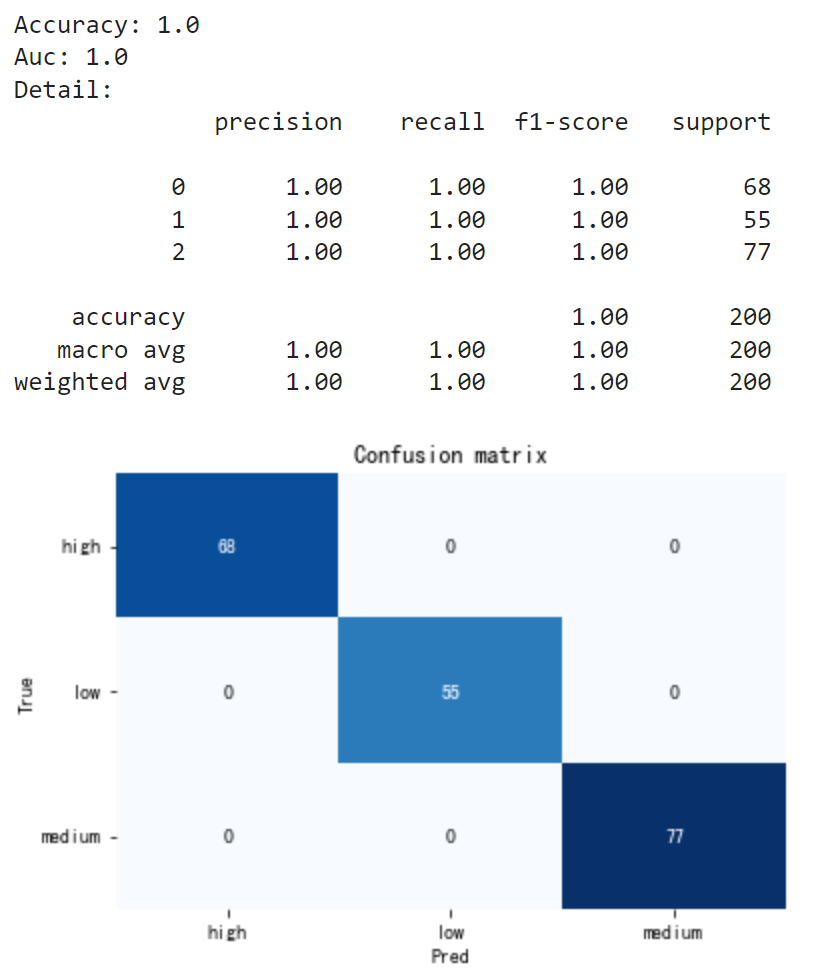 Accuracy: 1.0
Auc: 1.0
Detail:
precision recall f1-score support
0 1.00 1.00 1.00 68
1 1.00 1.00 1.00 55
2 1.00 1.00 1.00 77
accuracy 1.00 200
macro avg 1.00 1.00 1.00 200
weighted avg 1.00 1.00 1.00 200
Confusion matrix
high 68 0 0
low 0 55 0
True
medium 0 0 77
high low medium
Pred